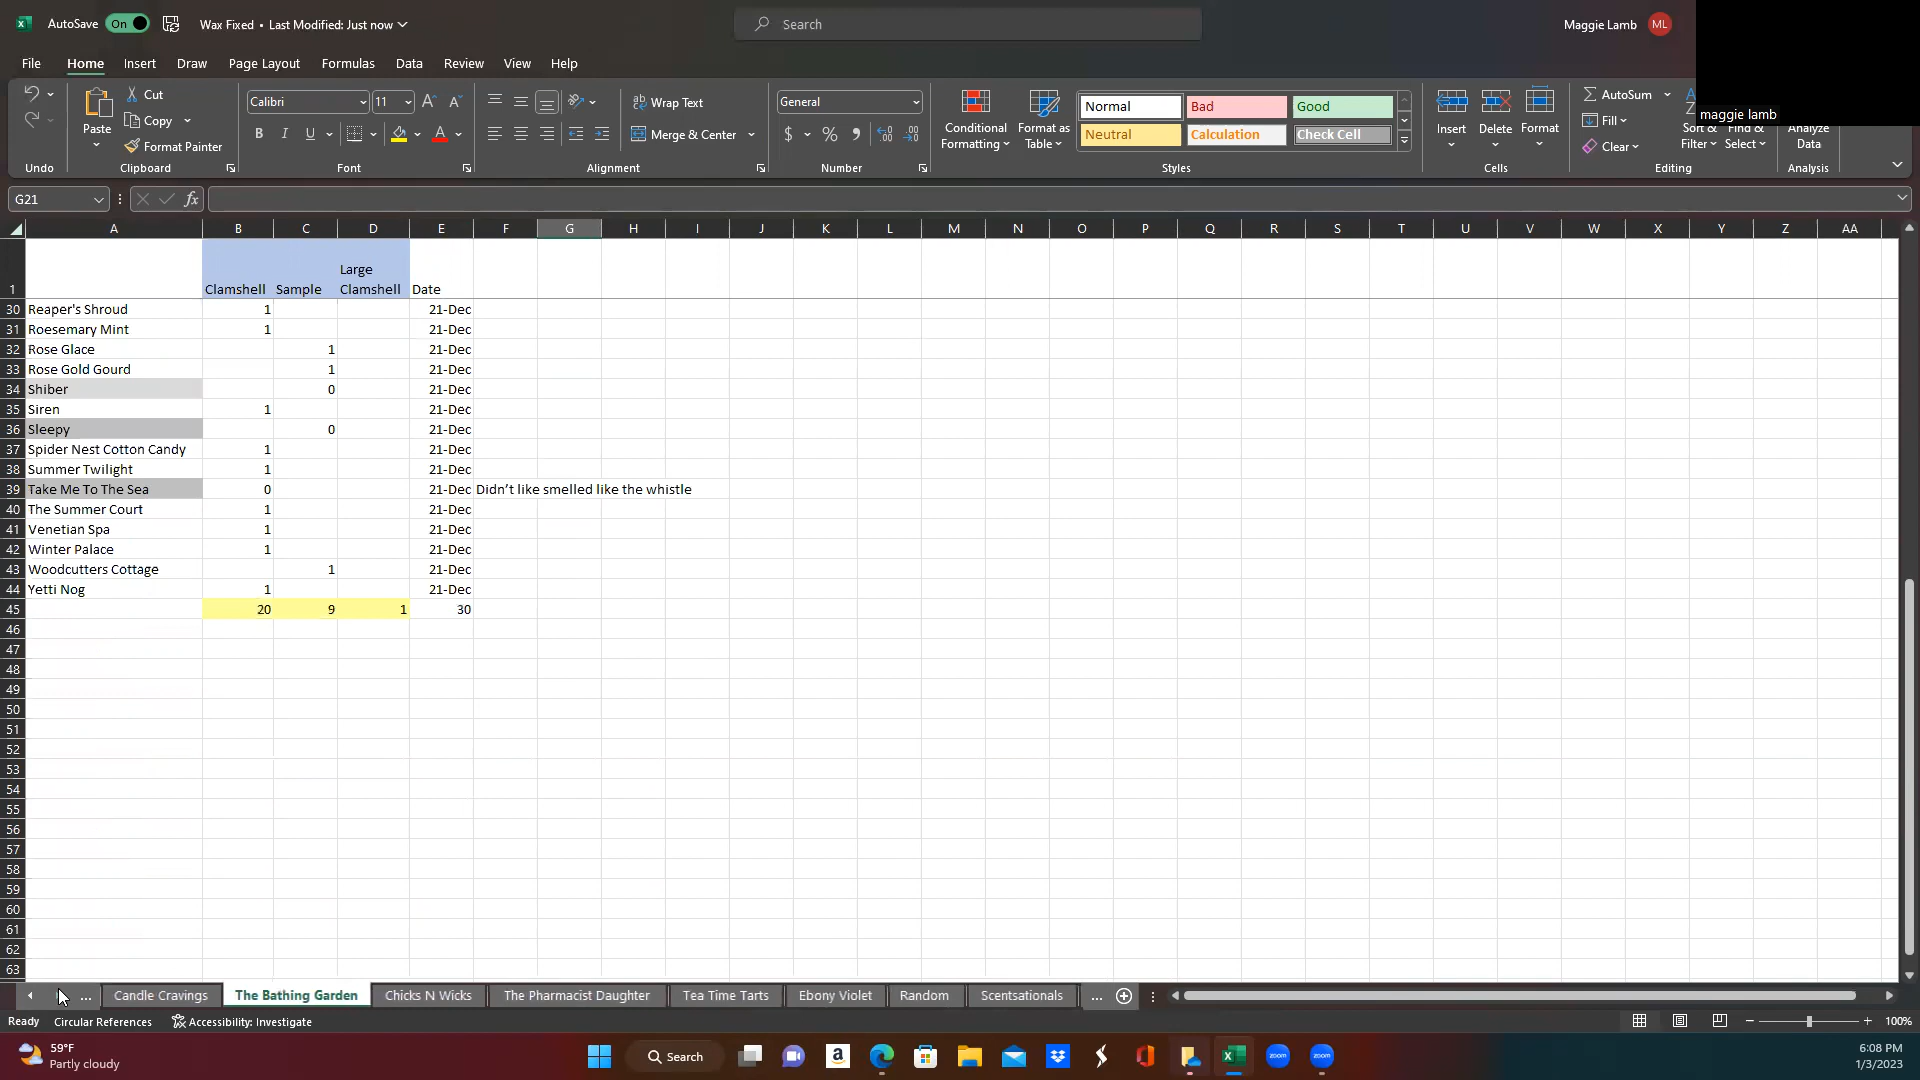 AutoSave On Wax Fixed • Last Modified: Just now Search Maggie Lamb ML
File Home Insert Draw Page Layout Formulas Data Review View Help
Paste Cut Copy Format Painter
Calibri 11
B I U
Wrap Text
Merge & Center
General
$ %
Conditional Formatting
Format as Table
Normal Bad Good
Neutral Calculation Check Cell
Insert Delete Format
AutoSum
Fill
Clear
Sort & Filter
Find & Select
Analyze Data
maggie lamb
Undo Clipboard Font Alignment Number Styles Cells Editing Analysis
G21 fx
A B C D E F G H I J K L M N O P Q R S T U V W X Y Z AA
1 Clamshell Sample Large Clamshell Date
30 Reaper's Shroud 1 21-Dec
31 Roesemary Mint 1 21-Dec
32 Rose Glace 1 21-Dec
33 Rose Gold Gourd 1 21-Dec
34 Shiber 0 21-Dec
35 Siren 1 21-Dec
36 Sleepy 0 21-Dec
37 Spider Nest Cotton Candy 1 21-Dec
38 Summer Twilight 1 21-Dec
39 Take Me To The Sea 0 21-Dec Didn't like smelled like the whistle
40 The Summer Court 1 21-Dec
41 Venetian Spa 1 21-Dec
42 Winter Palace 1 21-Dec
43 Woodcutters Cottage 1 21-Dec
44 Yetti Nog 1 21-Dec
45 20 9 1 30
46
47
48
49
50
51
52
53
54
55
56
57
58
59
60
61
62
63
... Candle Cravings The Bathing Garden Chicks N Wicks The Pharmacist Daughter Tea Time Tarts Ebony Violet Random Scentsationals ...
Ready Circular References Accessibility: Investigate 100%
59°F
Partly cloudy
Search
zoom zoom
6:08 PM
1/3/2023